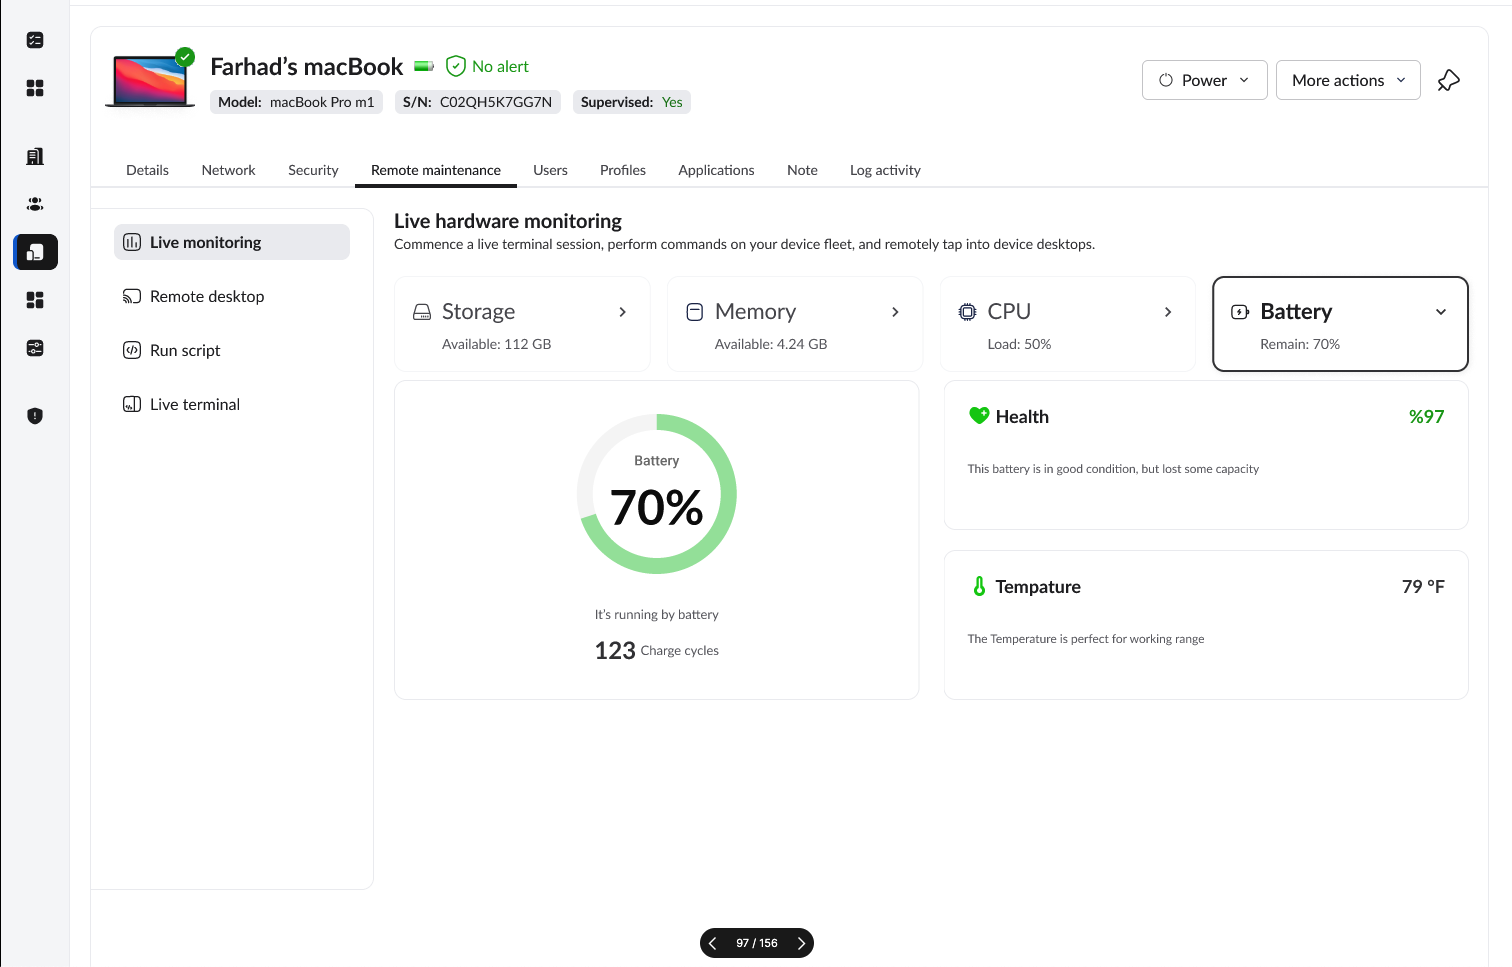 Farhad's macBook
No alert
Model: macBook Pro m1
S/N: C02QH5K7GG7N
Supervised: Yes
Power
More actions
Details
Network
Security
Remote maintenance
Users
Profiles
Applications
Note
Log activity
Live monitoring
Remote desktop
Run script
Live terminal
Live hardware monitoring
Commence a live terminal session, perform commands on your device fleet, and remotely tap into device desktops.
Storage
Available: 112 GB
Memory
Available: 4.24 GB
CPU
Load: 50%
Battery
Remain: 70%
Battery
70%
It's running by battery
123 Charge cycles
Health
%97
This battery is in good condition, but lost some capacity
Tempature
79 °F
The Temperature is perfect for working range
97 / 156